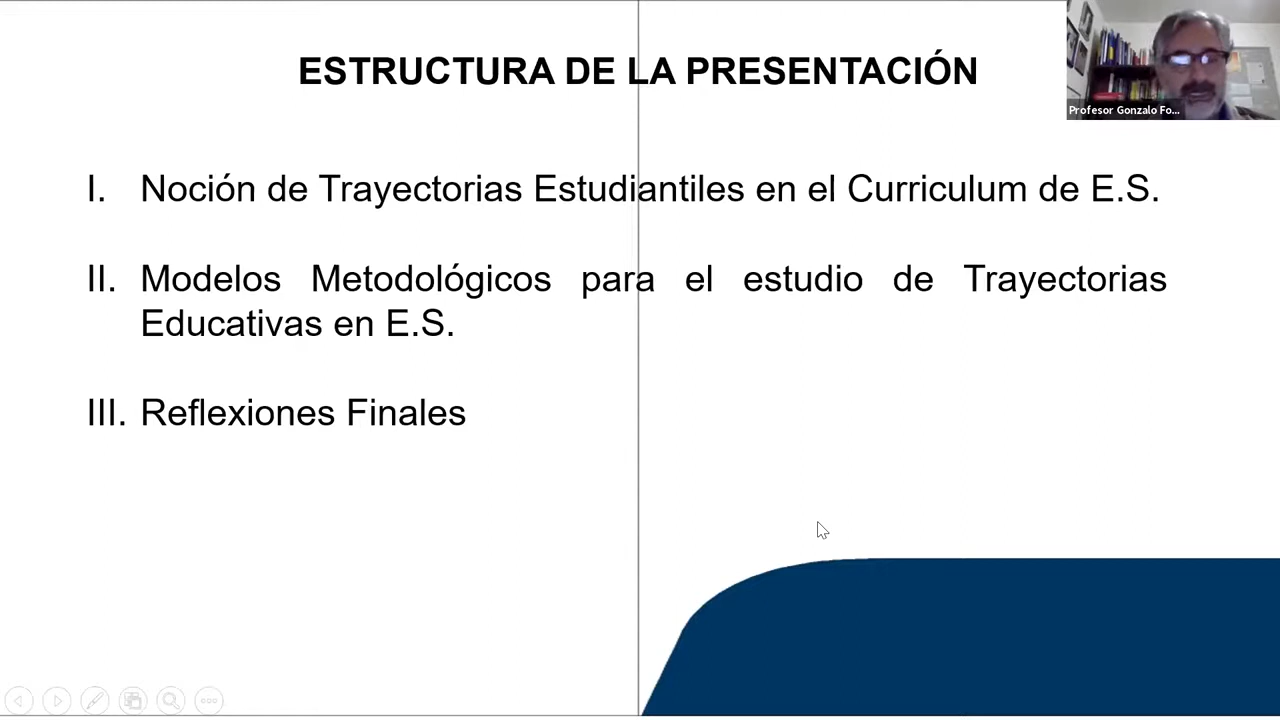 ESTRUCTURA DE LA PRESENTACIÓN
Profesor Gonzalo Fo...
I. Noción de Trayectorias Estudiantiles en el Curriculum de E.S.
II. Modelos Metodológicos para el estudio de Trayectorias
Educativas en E.S.
III. Reflexiones Finales